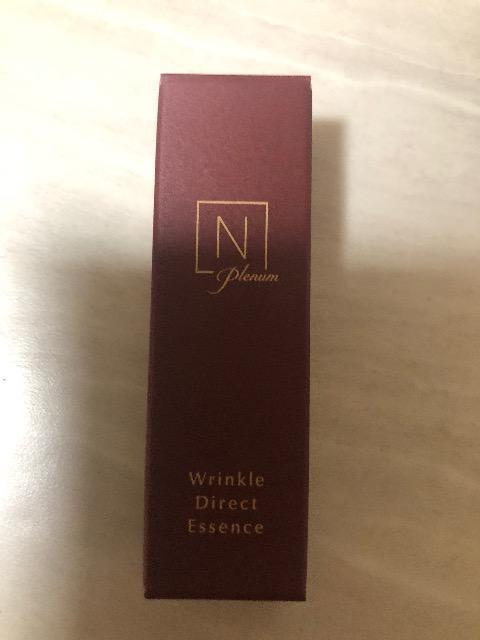 N
Plenum
Wrinkle
Direct
Essence